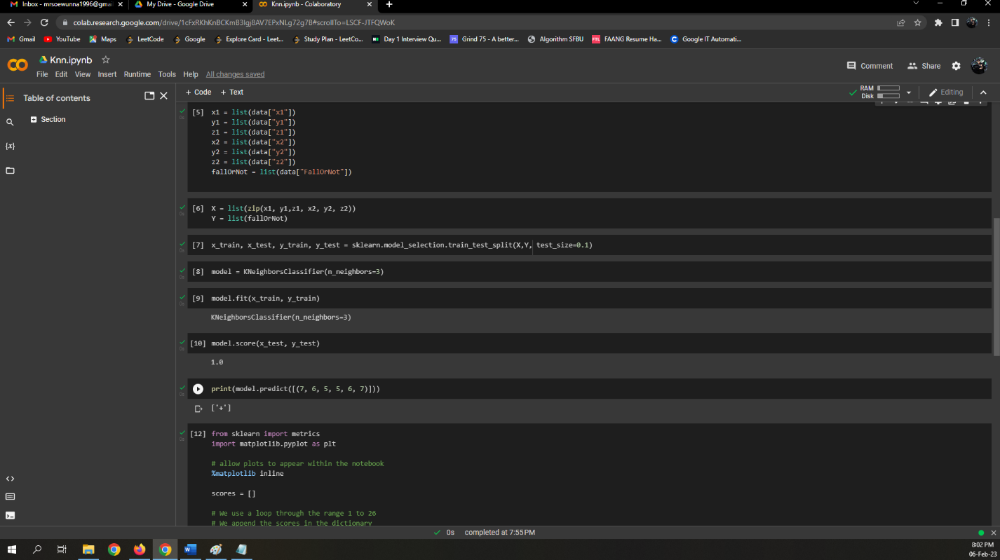 Inbox - mrsoewunna1996@gmai
My Drive - Google Drive
Knn.ipynb - Colaboratory
colab.research.google.com/drive/1cFxRKhKnBCKmB3Igj8AV7EPxNLg72g7B#scrollTo=LSCF-JTFQWoK
Gmail YouTube Maps LeetCode Google Explore Card - Leet... Study Plan - LeetCo... Day 1 Interview Qu... 75 Grind 75 - A better... Algorithm SFBU FTL FAANG Resume Ha... Google IT Automati...
Knn.ipynb
Comment Share
File Edit View Insert Runtime Tools Help All changes saved
Table of contents
+ Code + Text
RAM
Disk
Editing
Section
[5] x1 = list(data["x1"])
y1 = list(data["y1"])
z1 = list(data["z1"])
x2 = list(data["x2"])
y2 = list(data["y2"])
z2 = list(data["z2"])
fallOrNot = list(data["FallOrNot"])
[6] X = list(zip(x1, y1,z1, x2, y2, z2))
Y = list(fallOrNot)
[7] x_train, x_test, y_train, y_test = sklearn.model_selection.train_test_split(X,Y, test_size=0.1)
[8] model = KNeighborsClassifier(n_neighbors=3)
[9] model.fit(x_train, y_train)
KNeighborsClassifier(n_neighbors=3)
[10] model.score(x_test, y_test)
1.0
print(model.predict([(7, 6, 5, 5, 6, 7)]))
['+']
[12] from sklearn import metrics
import matplotlib.pyplot as plt
# allow plots to appear within the notebook
%matplotlib inline
scores = []
# We use a loop through the range 1 to 26
# We append the scores in the dictionary
0s completed at 7:55 PM
8:02 PM
06-Feb-23